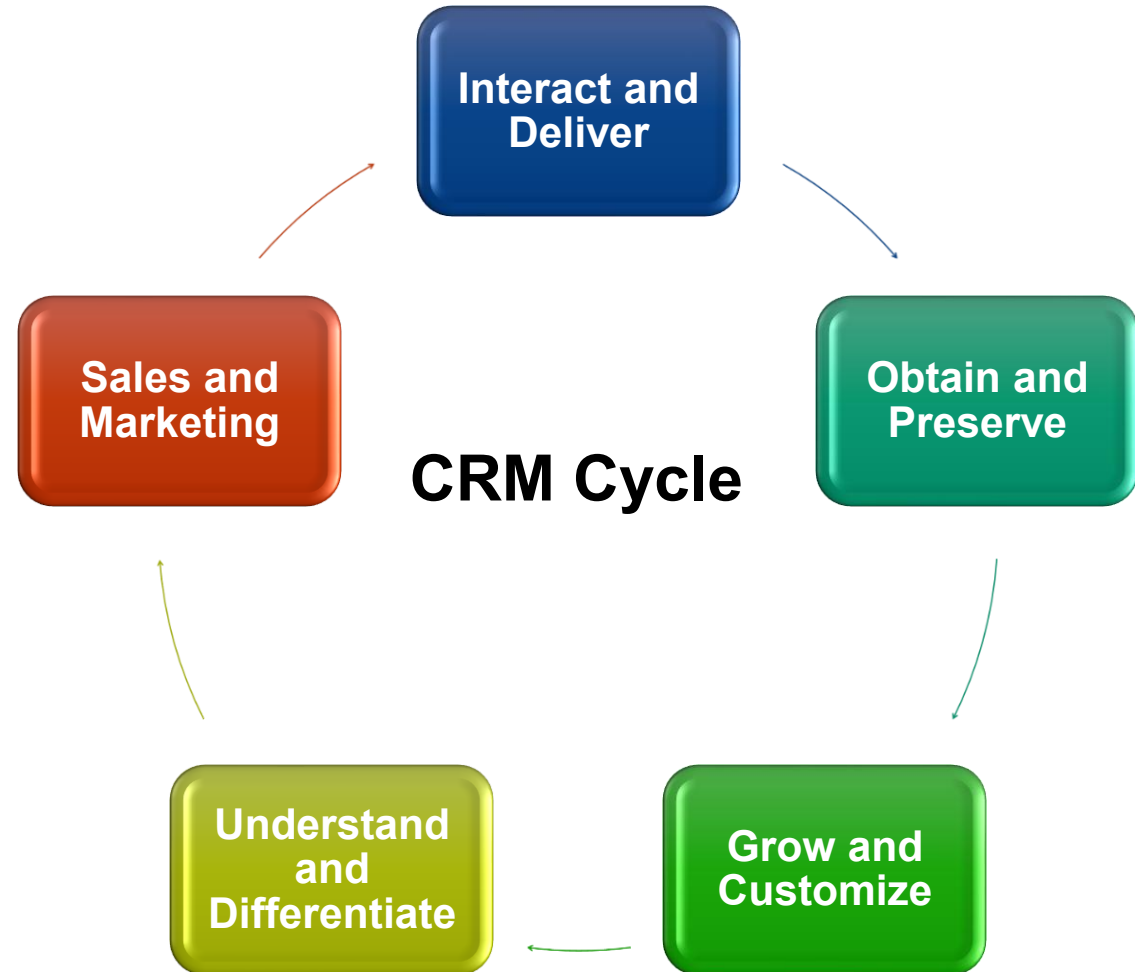 Interact and
Deliver
Obtain and
Preserve
Grow and
Customize
Understand
and
Differentiate
Sales and
Marketing
CRM Cycle